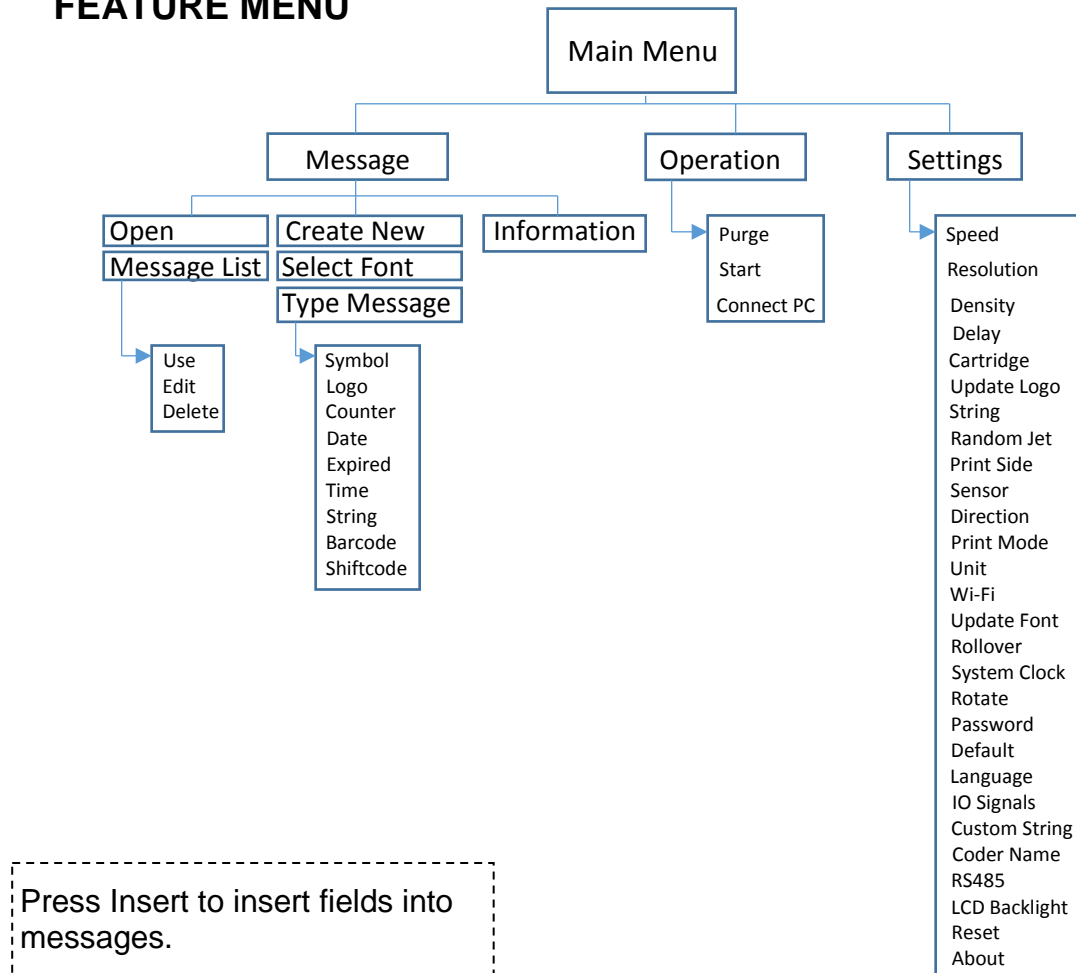 FEATURE MENU
Main Menu
Message
Operation
Settings
Open
Message List
Use
Edit
Delete
Create New
Select Font
Type Message
Symbol
Logo
Counter
Date
Expired
Time
String
Barcode
Shiftcode
Information
Purge
Start
Connect PC
Speed
Resolution
Density
Delay
Cartridge
Update Logo
String
Random Jet
Print Side
Sensor
Direction
Print Mode
Unit
Wi-Fi
Update Font
Rollover
System Clock
Rotate
Password
Default
Language
IO Signals
Custom String
Coder Name
RS485
LCD Backlight
Reset
About
Press Insert to insert fields into
messages.